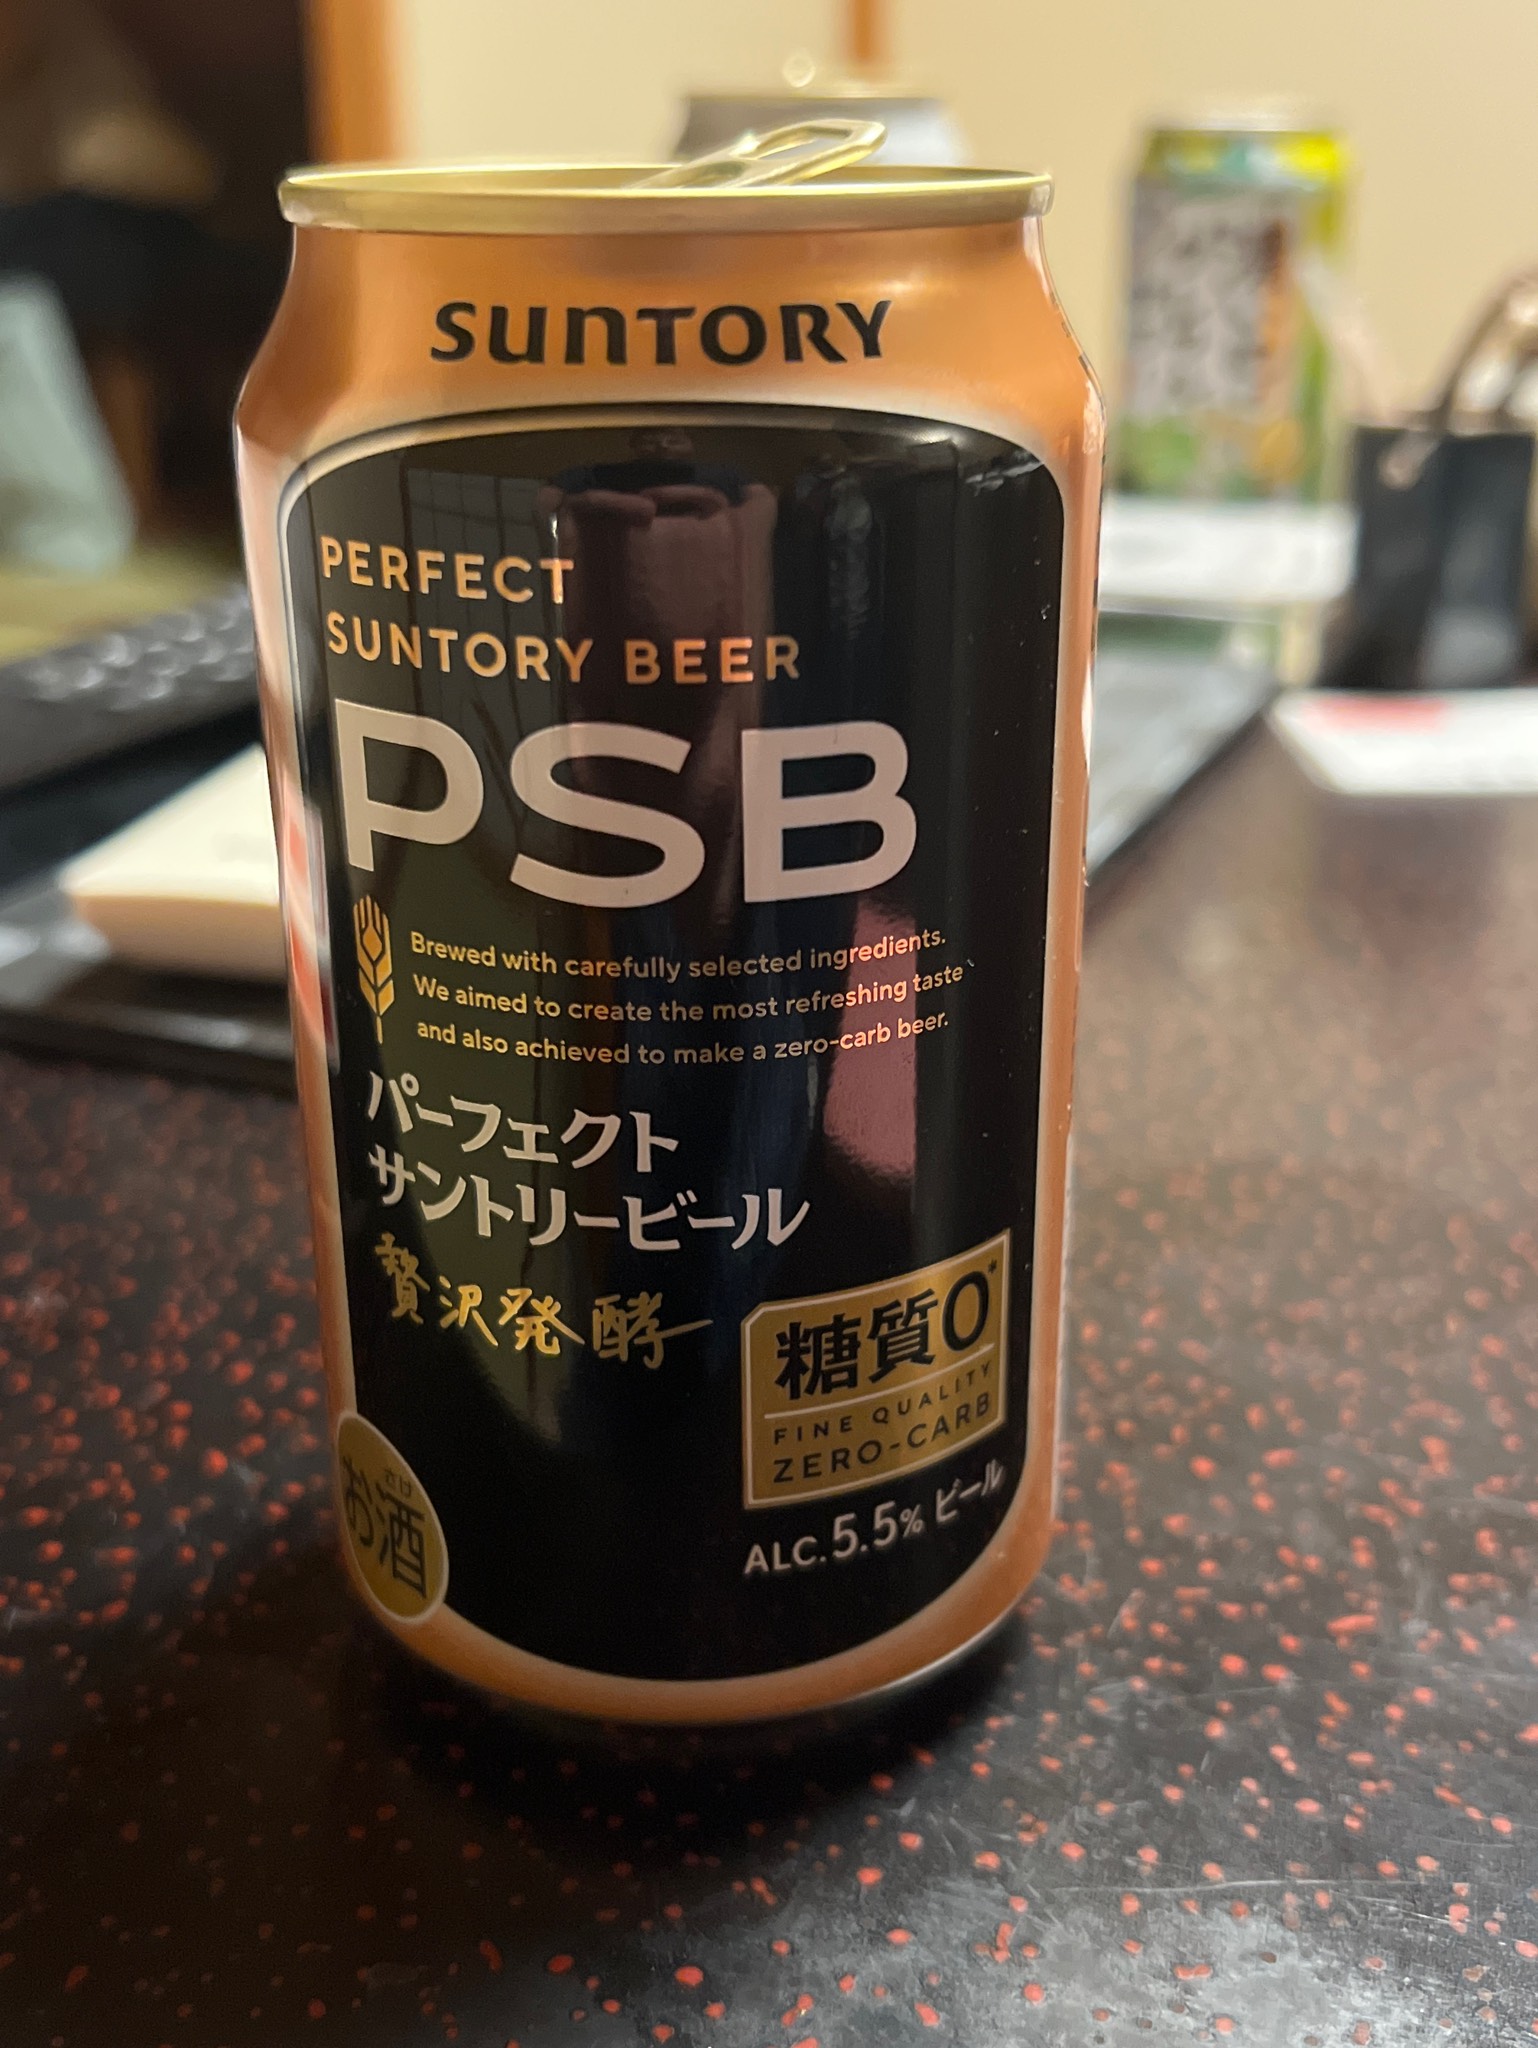 SUNTORY
PERFECT
SUNTORY BEER
PSB
Brewed with carefully selected ingredients.
We aimed to create the most refreshing taste
and also achieved to make a zero-carb beer.
パーフェクト
サントリービール
贅沢発酵
糖質0*
FINE QUALITY
ZERO-CARB
ALC.5.5% ビール
さけ
お酒